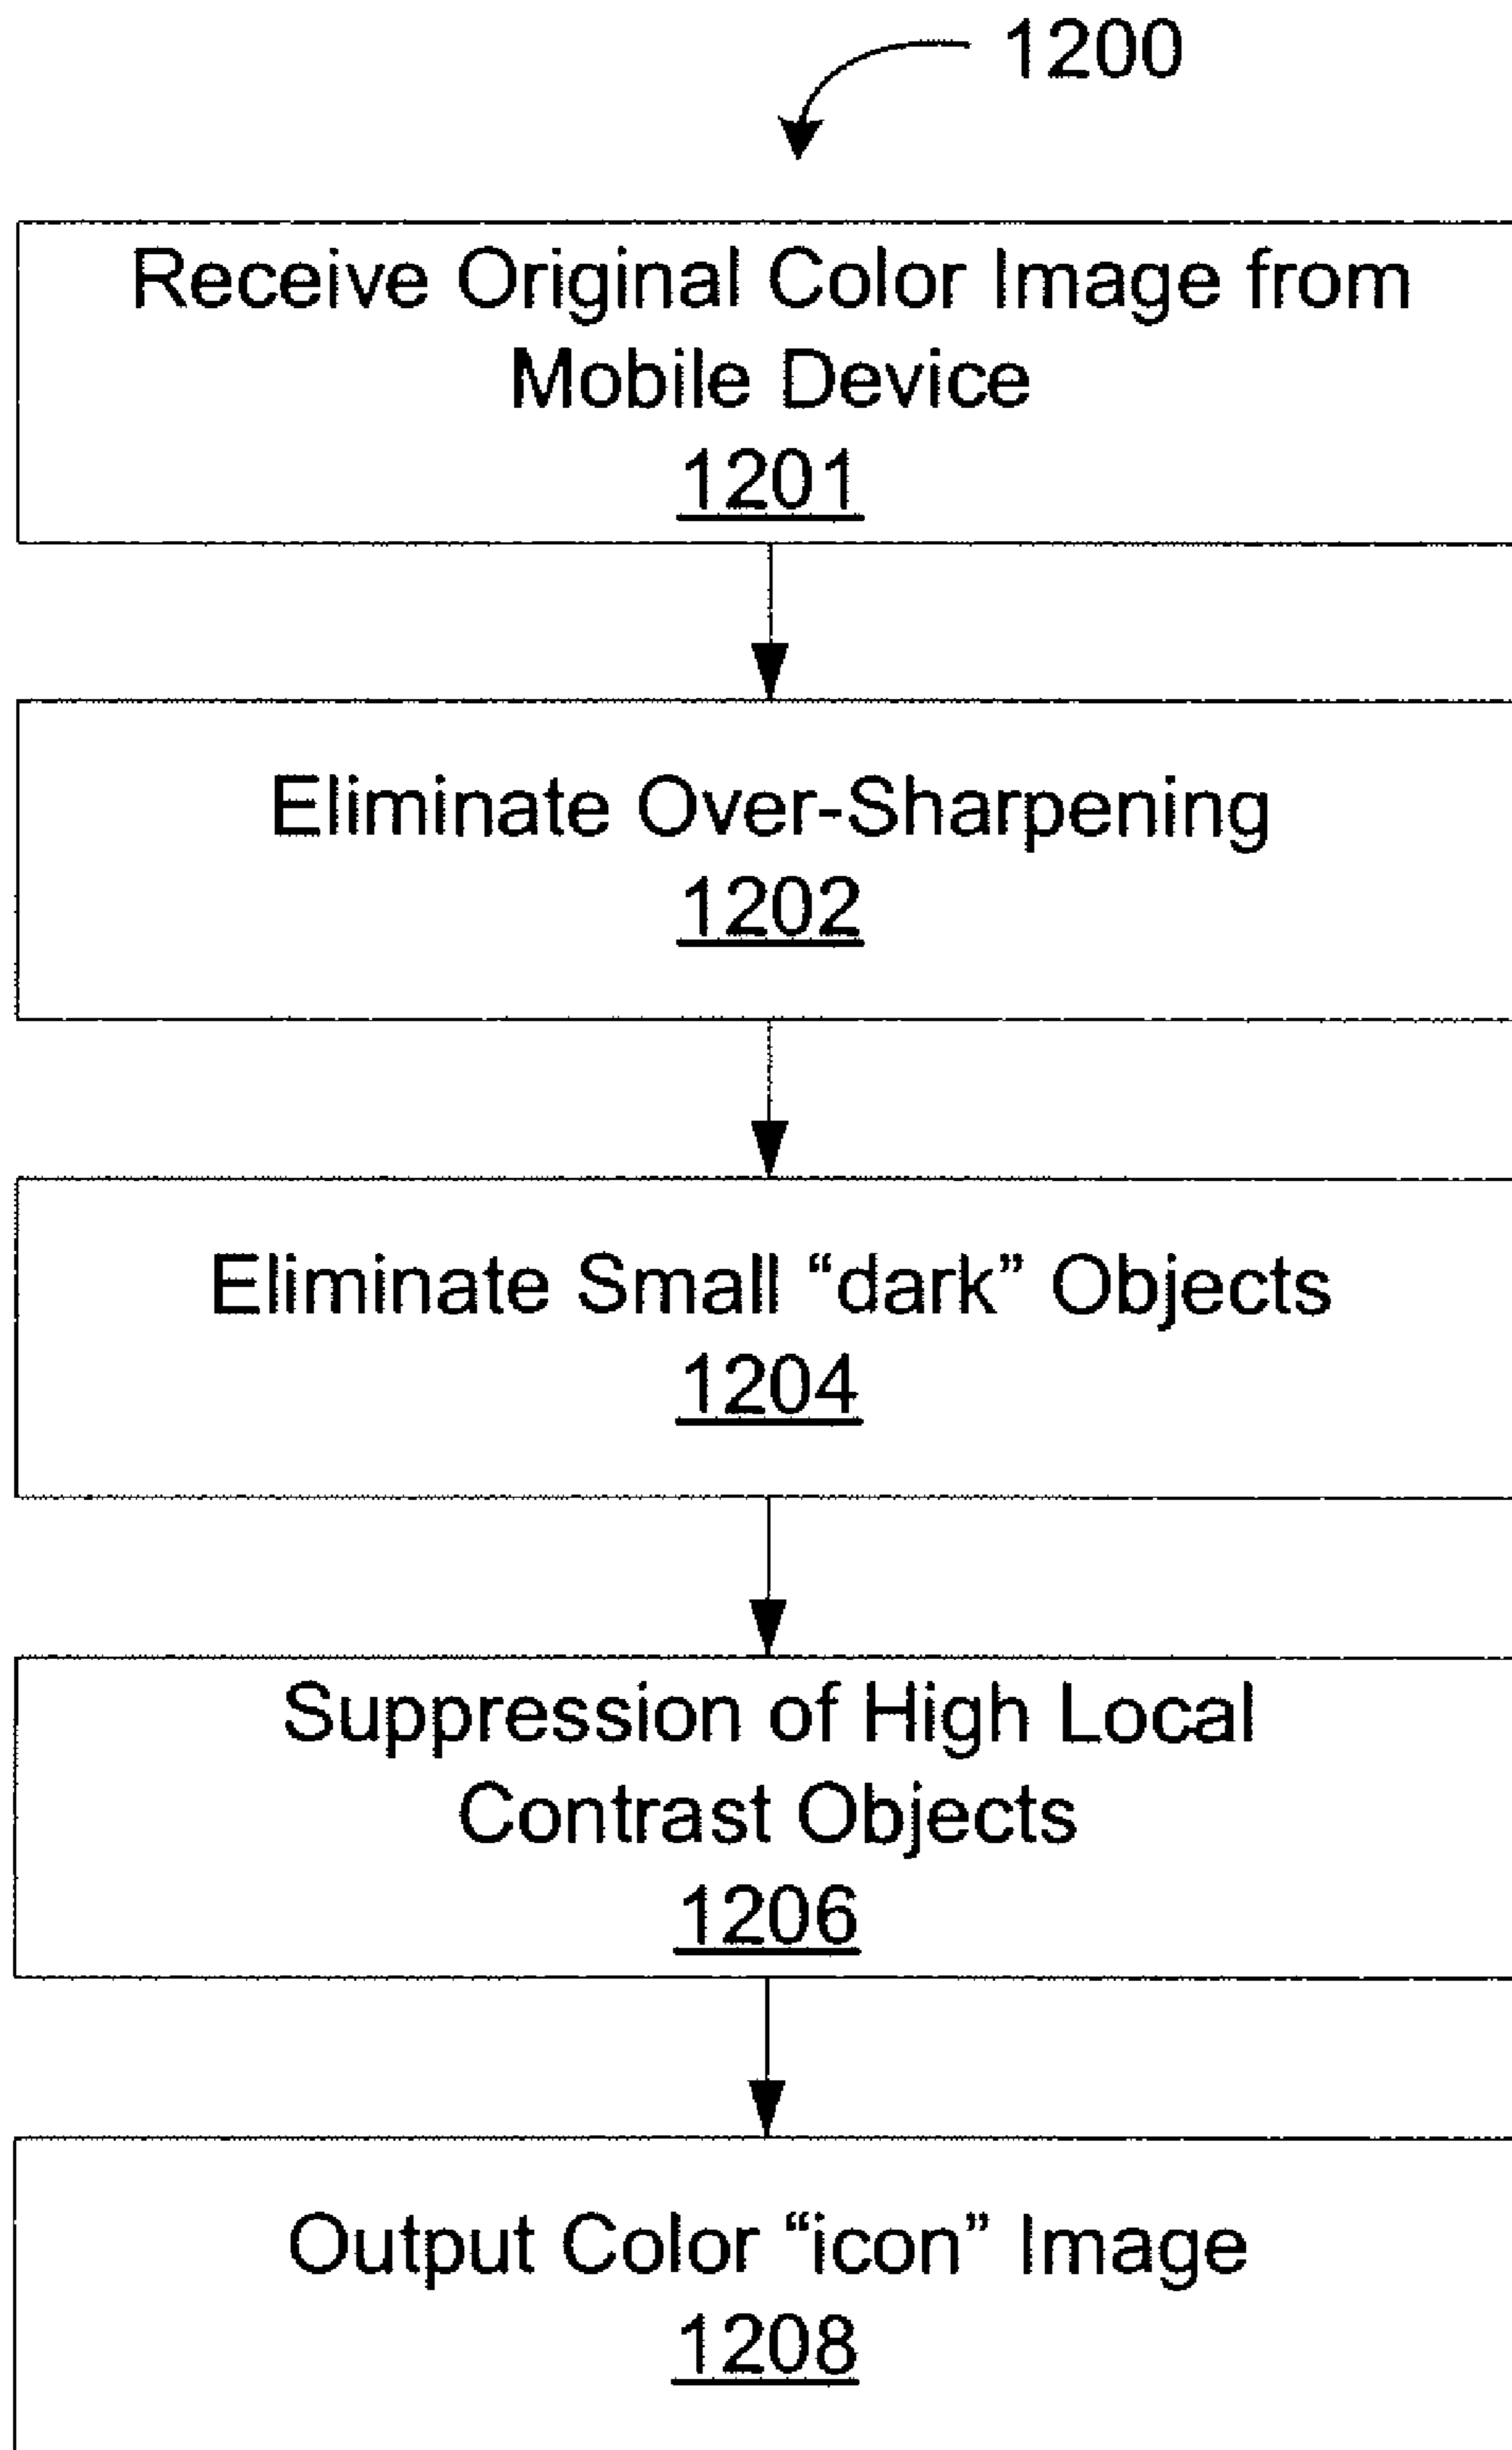 1200
Receive Original Color Image from
Mobile Device
1201
Eliminate Over-Sharpening
1202
Eliminate Small “dark” Objects
1204
Suppression of High Local
Contrast Objects
1206
Output Color “icon” Image
1208